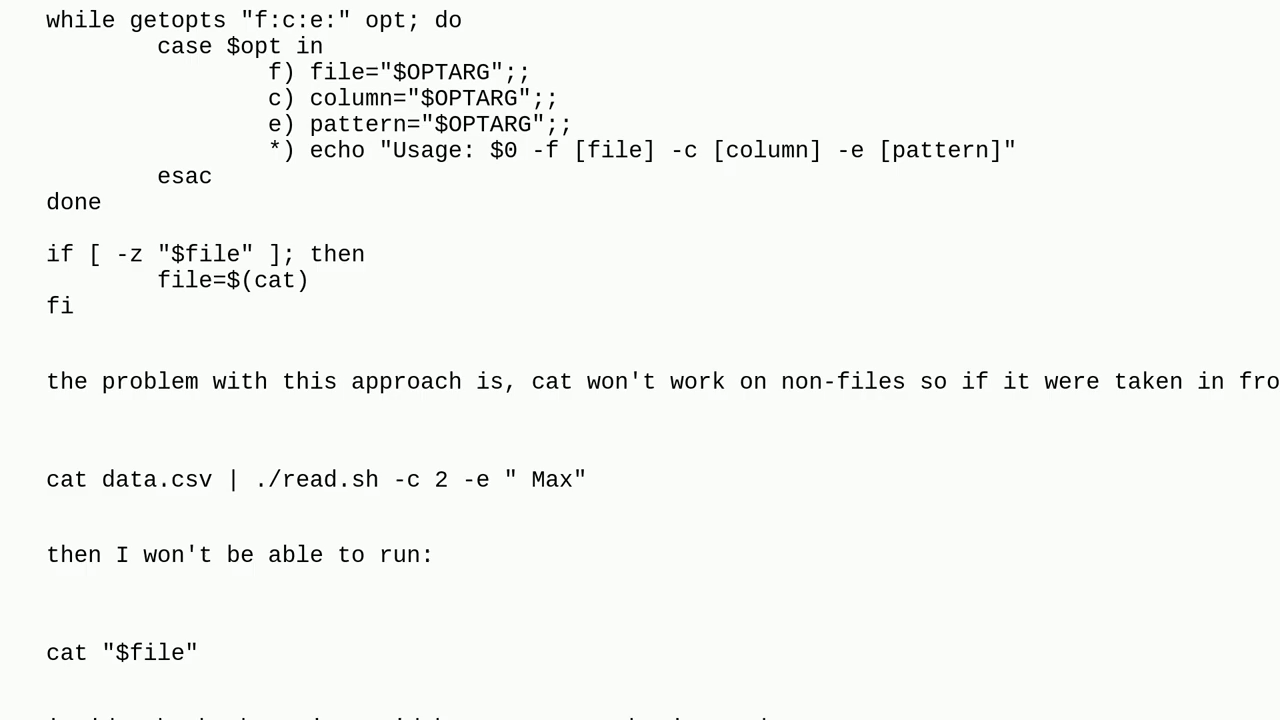 while getopts "f:c:e:" opt; do
case $opt in
f) file="$OPTARG";;
c) column="$OPTARG";;
e) pattern="$OPTARG";;
*) echo "Usage: $0 -f [file] -c [column] -e [pattern]"
esac
done
if [ -z "$file" ]; then
file=$(cat)
fi
the problem with this approach is, cat won't work on non-files so if it were taken in fro
cat data.csv | ./read.sh -c 2 -e " Max"
then I won't be able to run:
cat "$file"